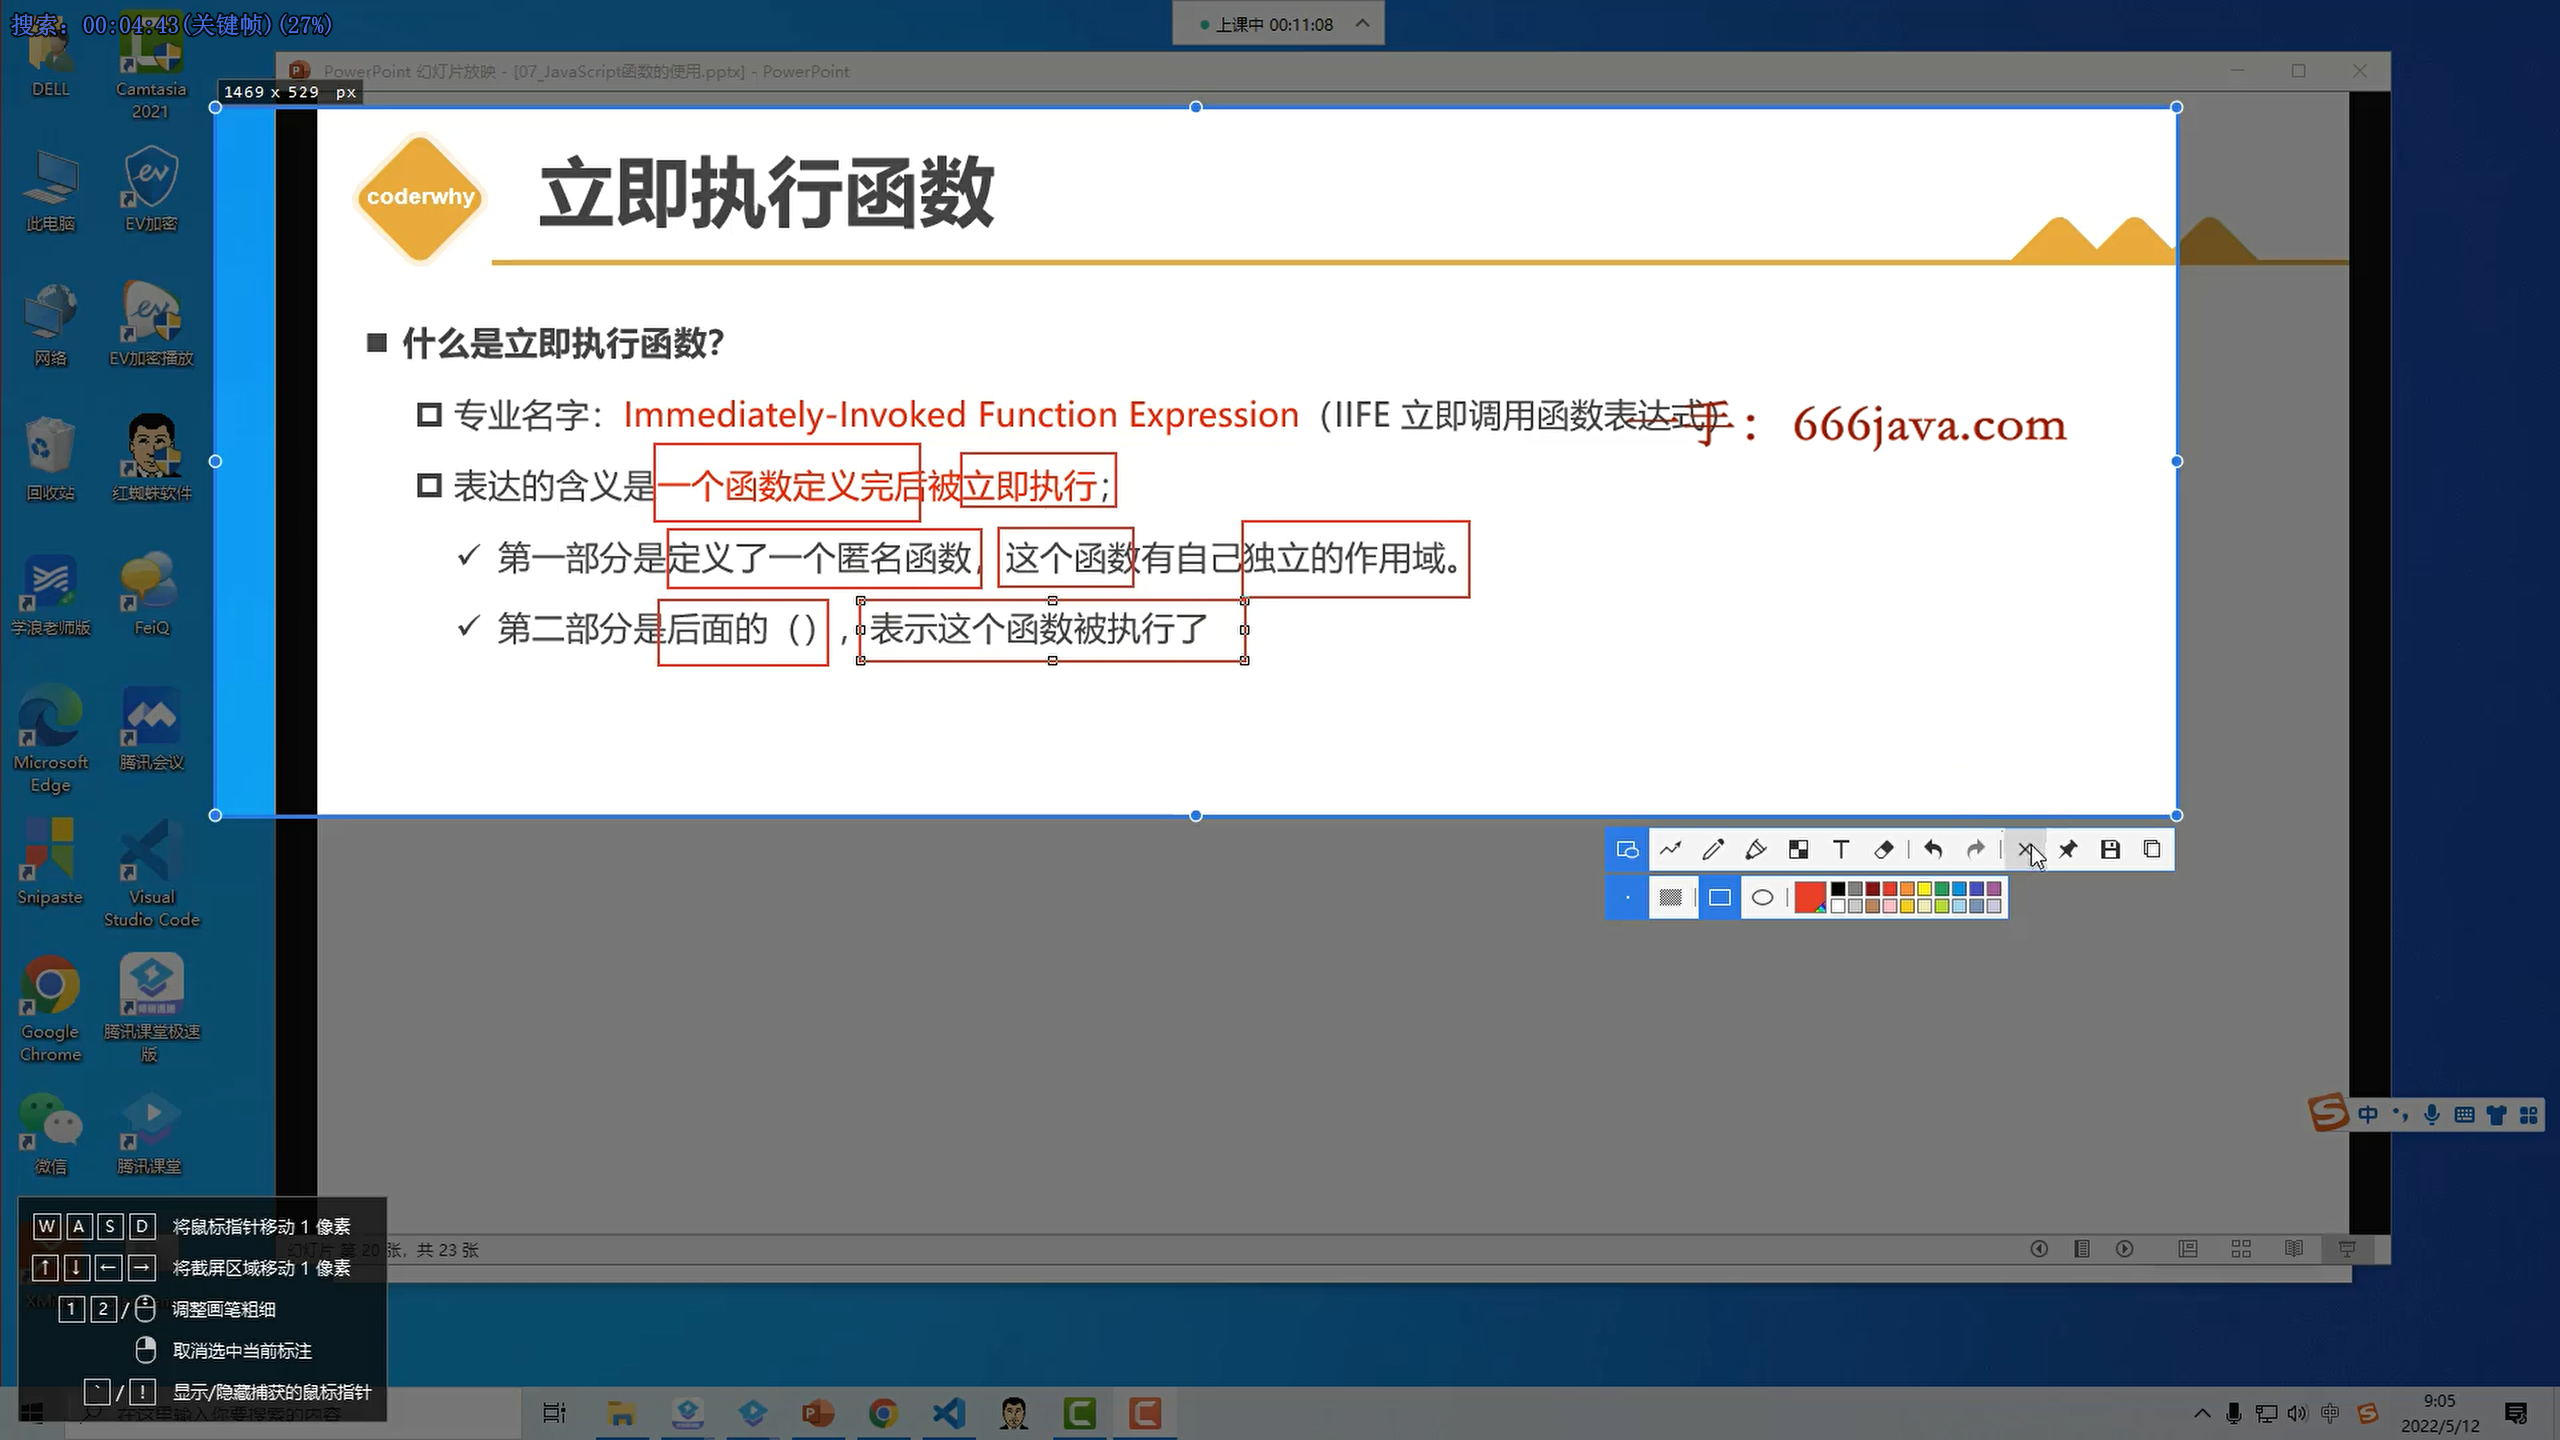 搜索: 00:04:43(关键帧)(27%)
上课中 00:11:08
PowerPoint 幻灯片放映 - [07_JavaScript函数的使用.pptx] - PowerPoint
1469 x 529 px
DELL
Camtasia 2021
此电脑
EV加密
网络
EV加密播放
回收站
红蜘蛛软件
学浪老师版
FeiQ
Microsoft Edge
腾讯会议
Snipaste
Visual Studio Code
Google Chrome
腾讯课堂极速版
微信
腾讯课堂
coderwhy
立即执行函数
什么是立即执行函数?
专业名字：Immediately-Invoked Function Expression（IIFE 立即调用函数表达式）
一手： 666java.com
表达的含义是一个函数定义完后被立即执行；
第一部分是定义了一个匿名函数，这个函数有自己独立的作用域。
第二部分是后面的（），表示这个函数被执行了
T
中
W A S D 将鼠标指针移动 1 像素
↑ ↓ ← → 将截屏区域移动 1 像素
1 2 / 调整画笔粗细
取消选中当前标注
` / ! 显示/隐藏捕获的鼠标指针
幻灯片 第 20 张，共 23 张
在这里输入你要搜索的内容
中
9:05
2022/5/12